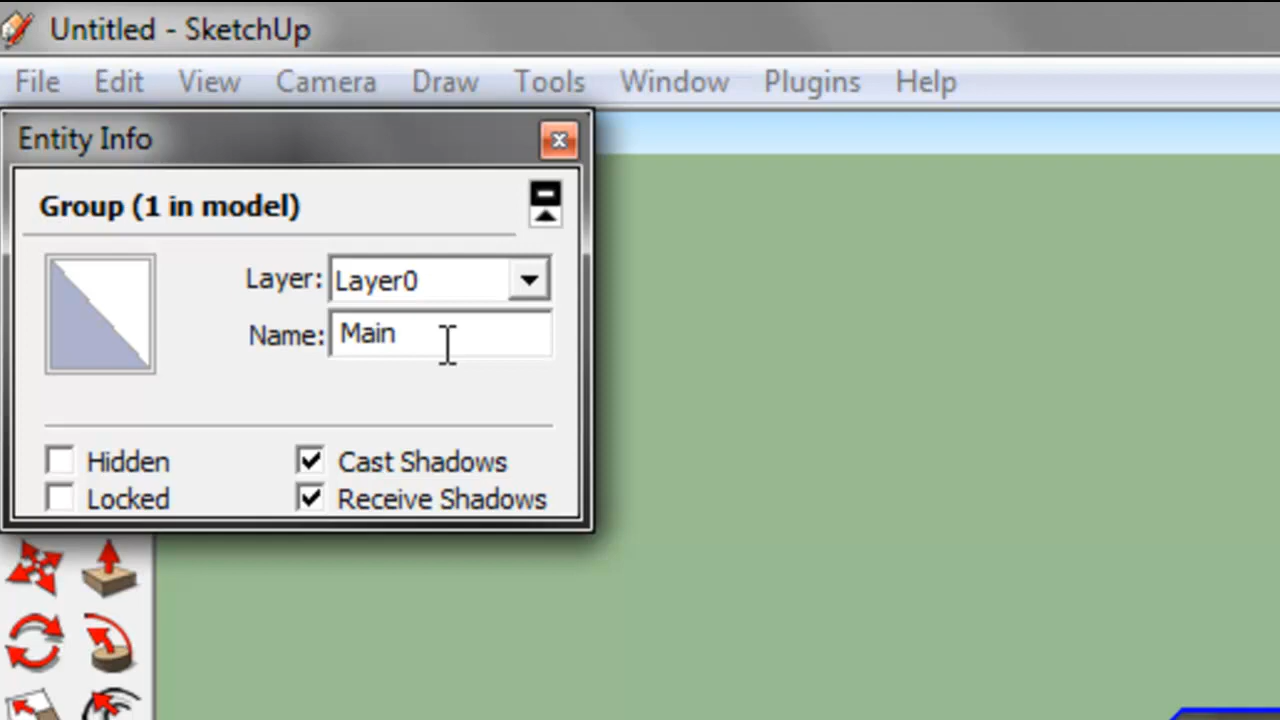 Untitled - SketchUp
File Edit View Camera Draw Tools Window Plugins Help
Entity Info
Group (1 in model)
Layer: Layer0
Name: Main
Hidden Cast Shadows
Locked Receive Shadows